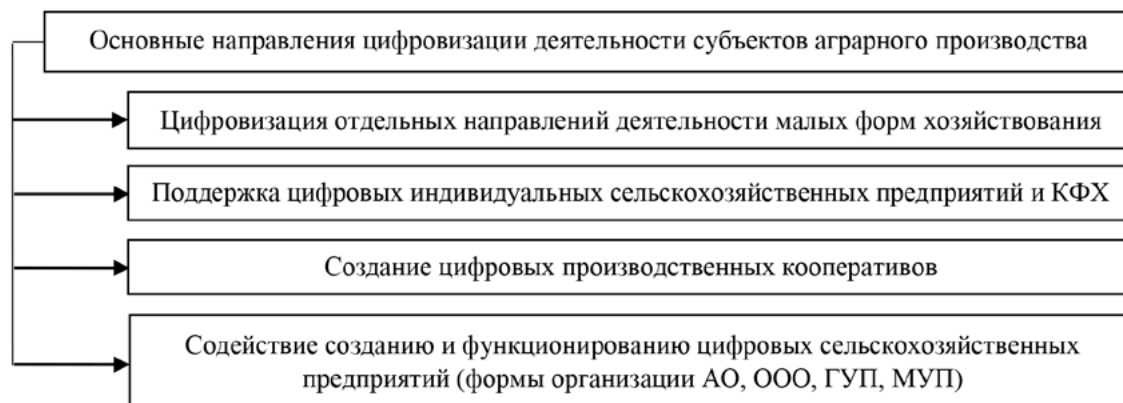 Основные направления цифровизации деятельности субъектов аграрного производства
Цифровизация отдельных направлений деятельности малых форм хозяйствования
Поддержка цифровых индивидуальных сельскохозяйственных предприятий и КФХ
Создание цифровых производственных кооперативов
Содействие созданию и функционированию цифровых сельскохозяйственных
предприятий (формы организации АО, ООО, ГУП, МУП)